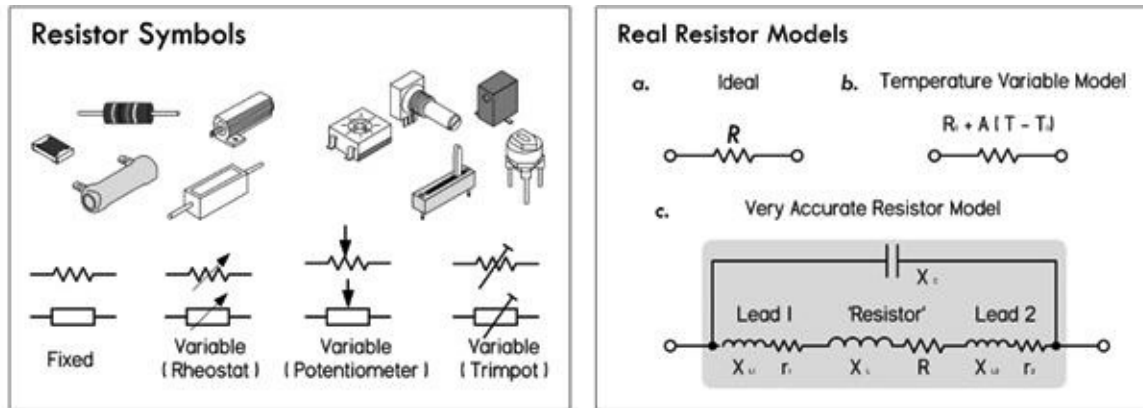 Resistor Symbols
Fixed
Variable
(Rheostat)
Variable
(Potentiometer)
Variable
(Trimpot)
Real Resistor Models
a. Ideal
R
b. Temperature Variable Model
+ A(T -
c. Very Accurate Resistor Model
Lead 1 'Resistor' Lead 2
R